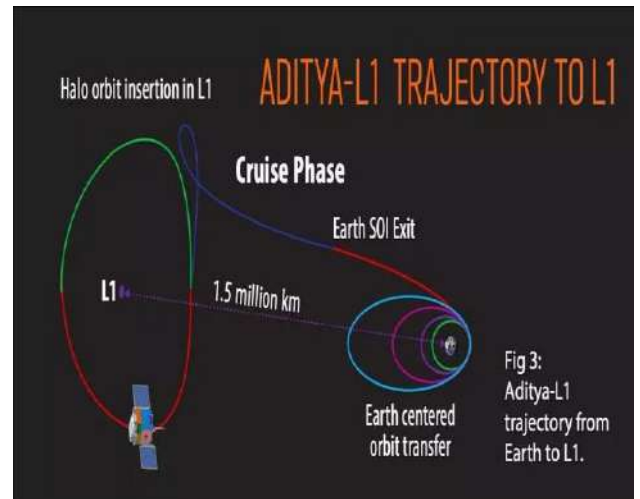 ADITYA-L1 TRAJECTORY TO L1
Halo orbit insertion in L1
Cruise Phase
Earth SOI Exit
L1
1.5 million km
Earth centered
orbit transfer
Fig 3:
Aditya-L1
trajectory from
Earth to L1.